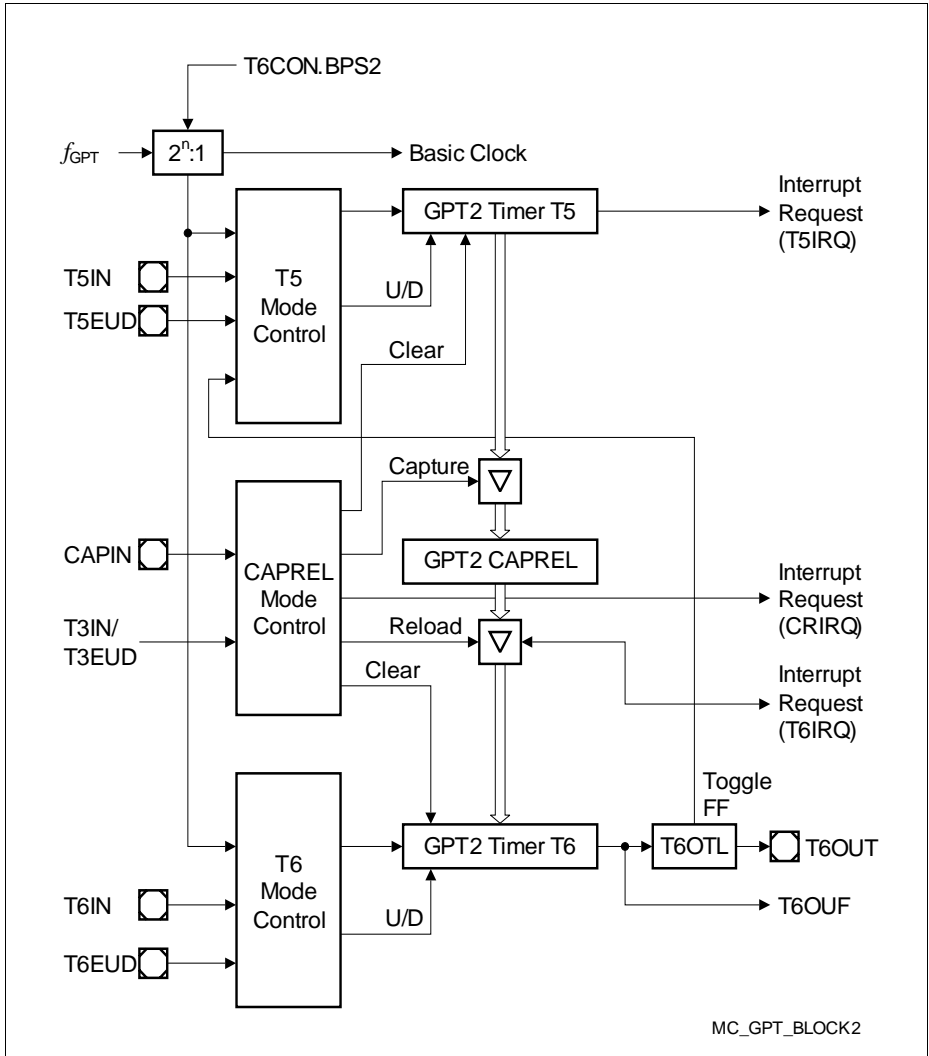 T6CON.BPS2
fGPT
2n:1
Basic Clock
Interrupt
Request
(T5IRQ)
GPT2 Timer T5
T5IN
T5
Mode
Control
U/D
T5EUD
Clear
Capture
CAPIN
CAPREL
Mode
Control
GPT2 CAPREL
Interrupt
Request
(CRIRQ)
T3IN/
T3EUD
Reload
Clear
Interrupt
Request
(T6IRQ)
Toggle
FF
GPT2 Timer T6
T6OTL
T6OUT
T6
Mode
Control
T6IN
U/D
T6OUF
T6EUD
MC_GPT_BLOCK2